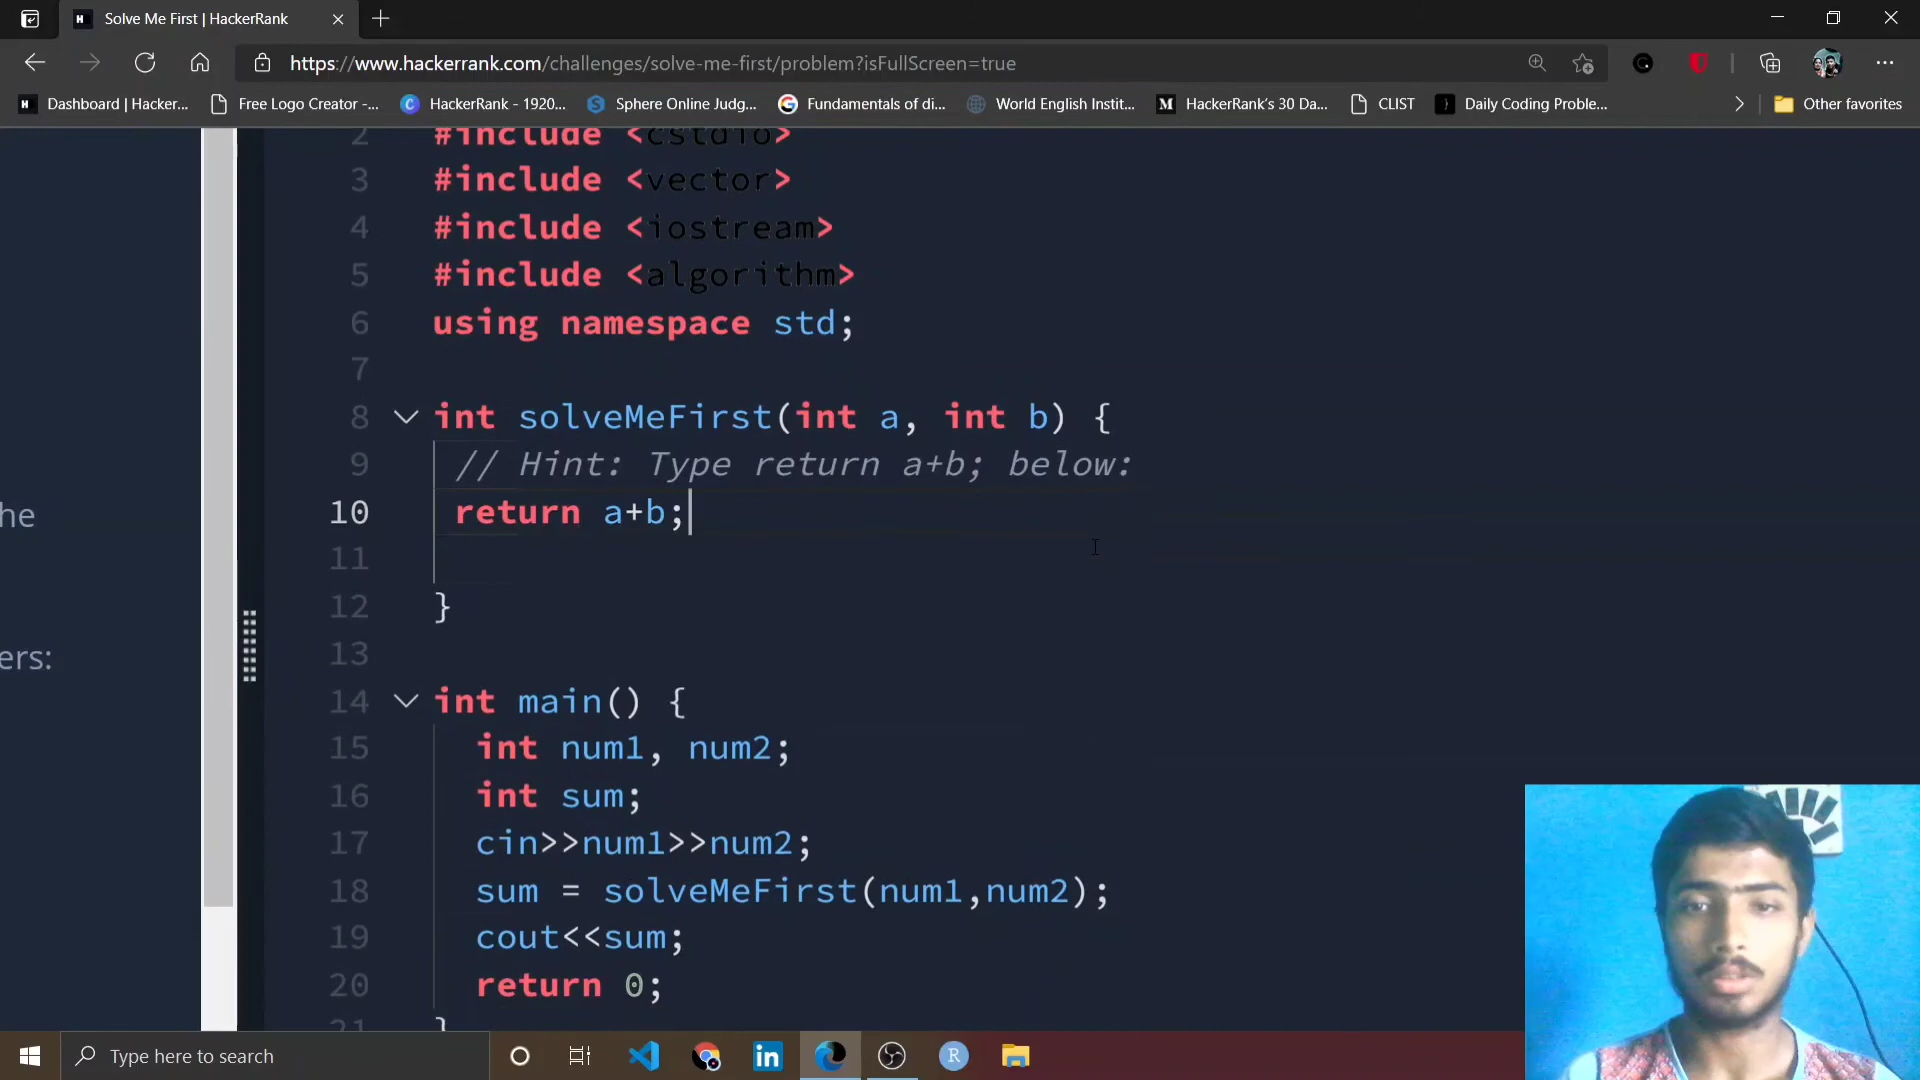 Solve Me First | HackerRank
https://www.hackerrank.com/challenges/solve-me-first/problem?isFullScreen=true
Dashboard | Hacker...
Free Logo Creator -...
HackerRank - 1920...
Sphere Online Judg...
Fundamentals of di...
World English Instit...
HackerRank's 30 Da...
CLIST
Daily Coding Proble...
Other favorites
he
ers:
2 #include <cstdio>
3 #include <vector>
4 #include <iostream>
5 #include <algorithm>
6 using namespace std;
7
8 int solveMeFirst(int a, int b) {
9 // Hint: Type return a+b; below:
10 return a+b;
11
12 }
13
14 int main() {
15 int num1, num2;
16 int sum;
17 cin>>num1>>num2;
18 sum = solveMeFirst(num1,num2);
19 cout<<sum;
20 return 0;
21 }
Type here to search